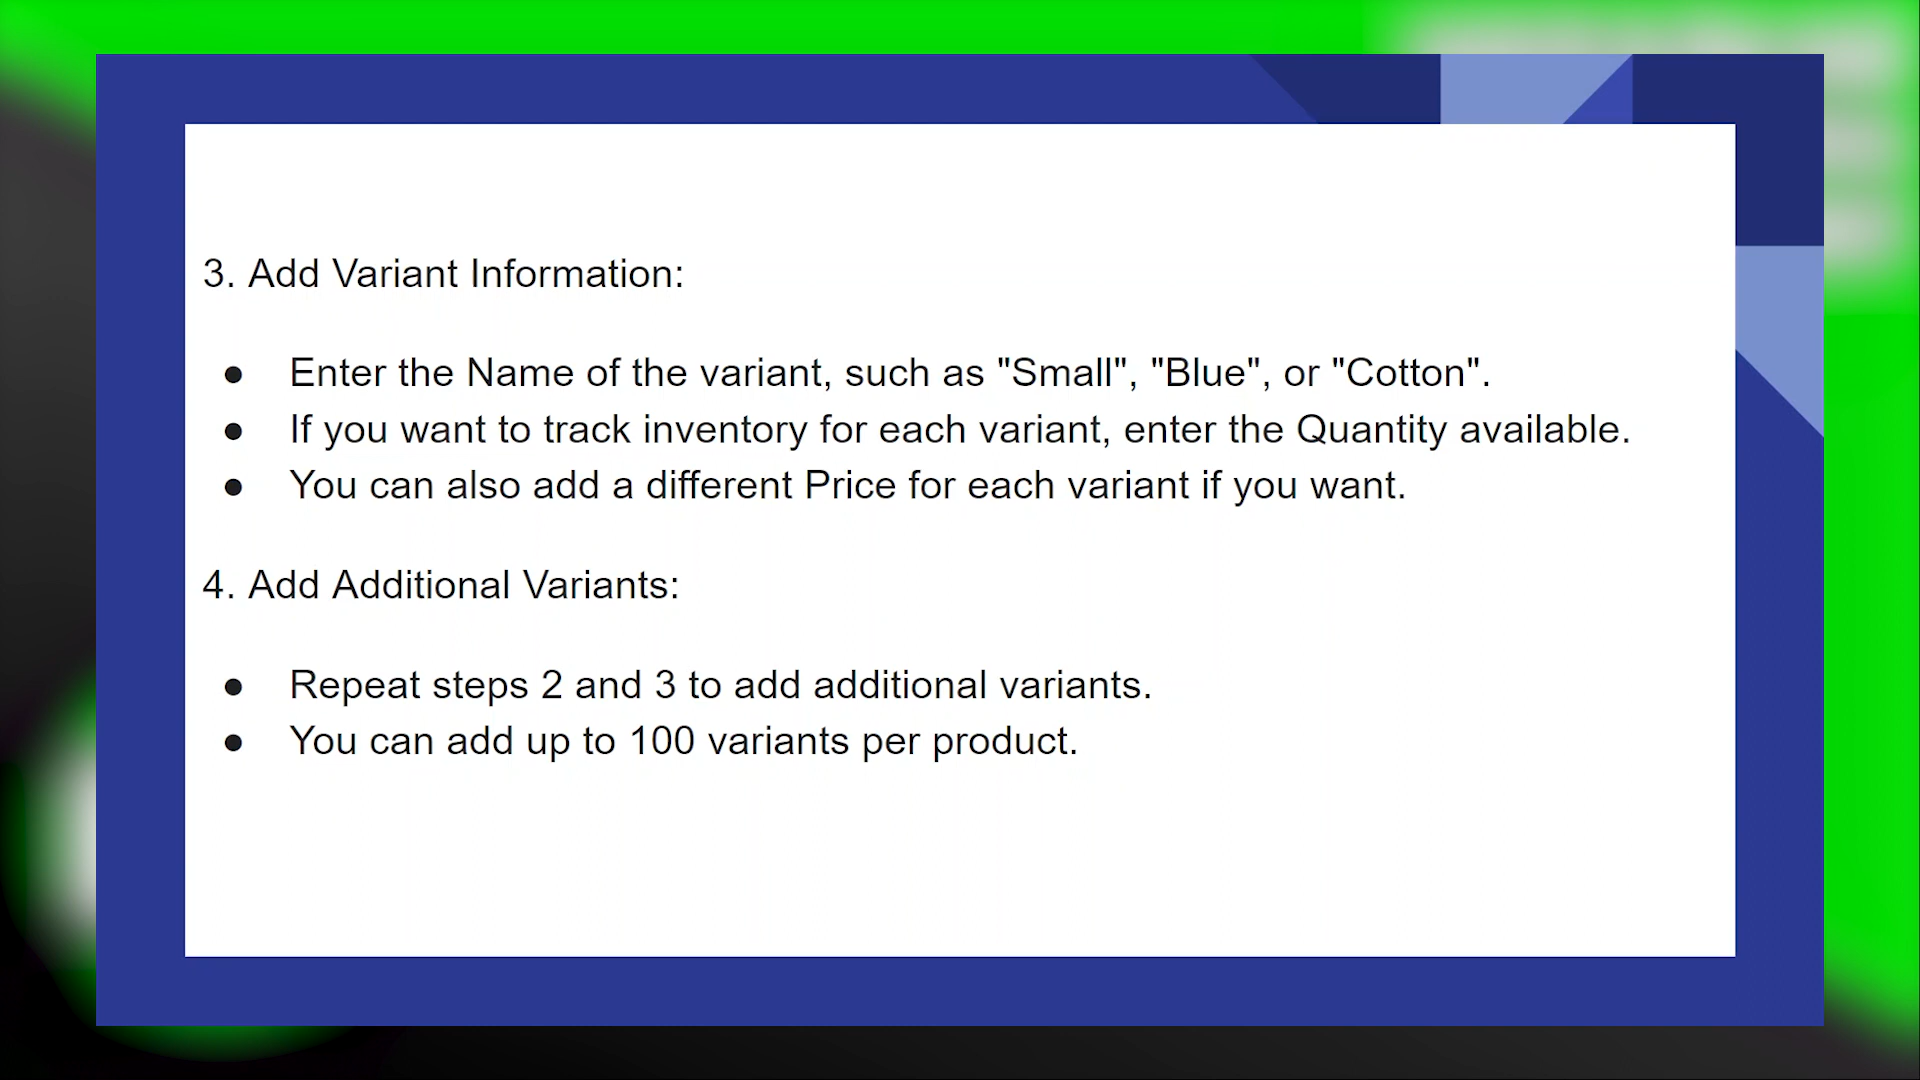 3. Add Variant Information:
● Enter the Name of the variant, such as "Small", "Blue", or "Cotton".
● If you want to track inventory for each variant, enter the Quantity available.
● You can also add a different Price for each variant if you want.
4. Add Additional Variants:
● Repeat steps 2 and 3 to add additional variants.
● You can add up to 100 variants per product.